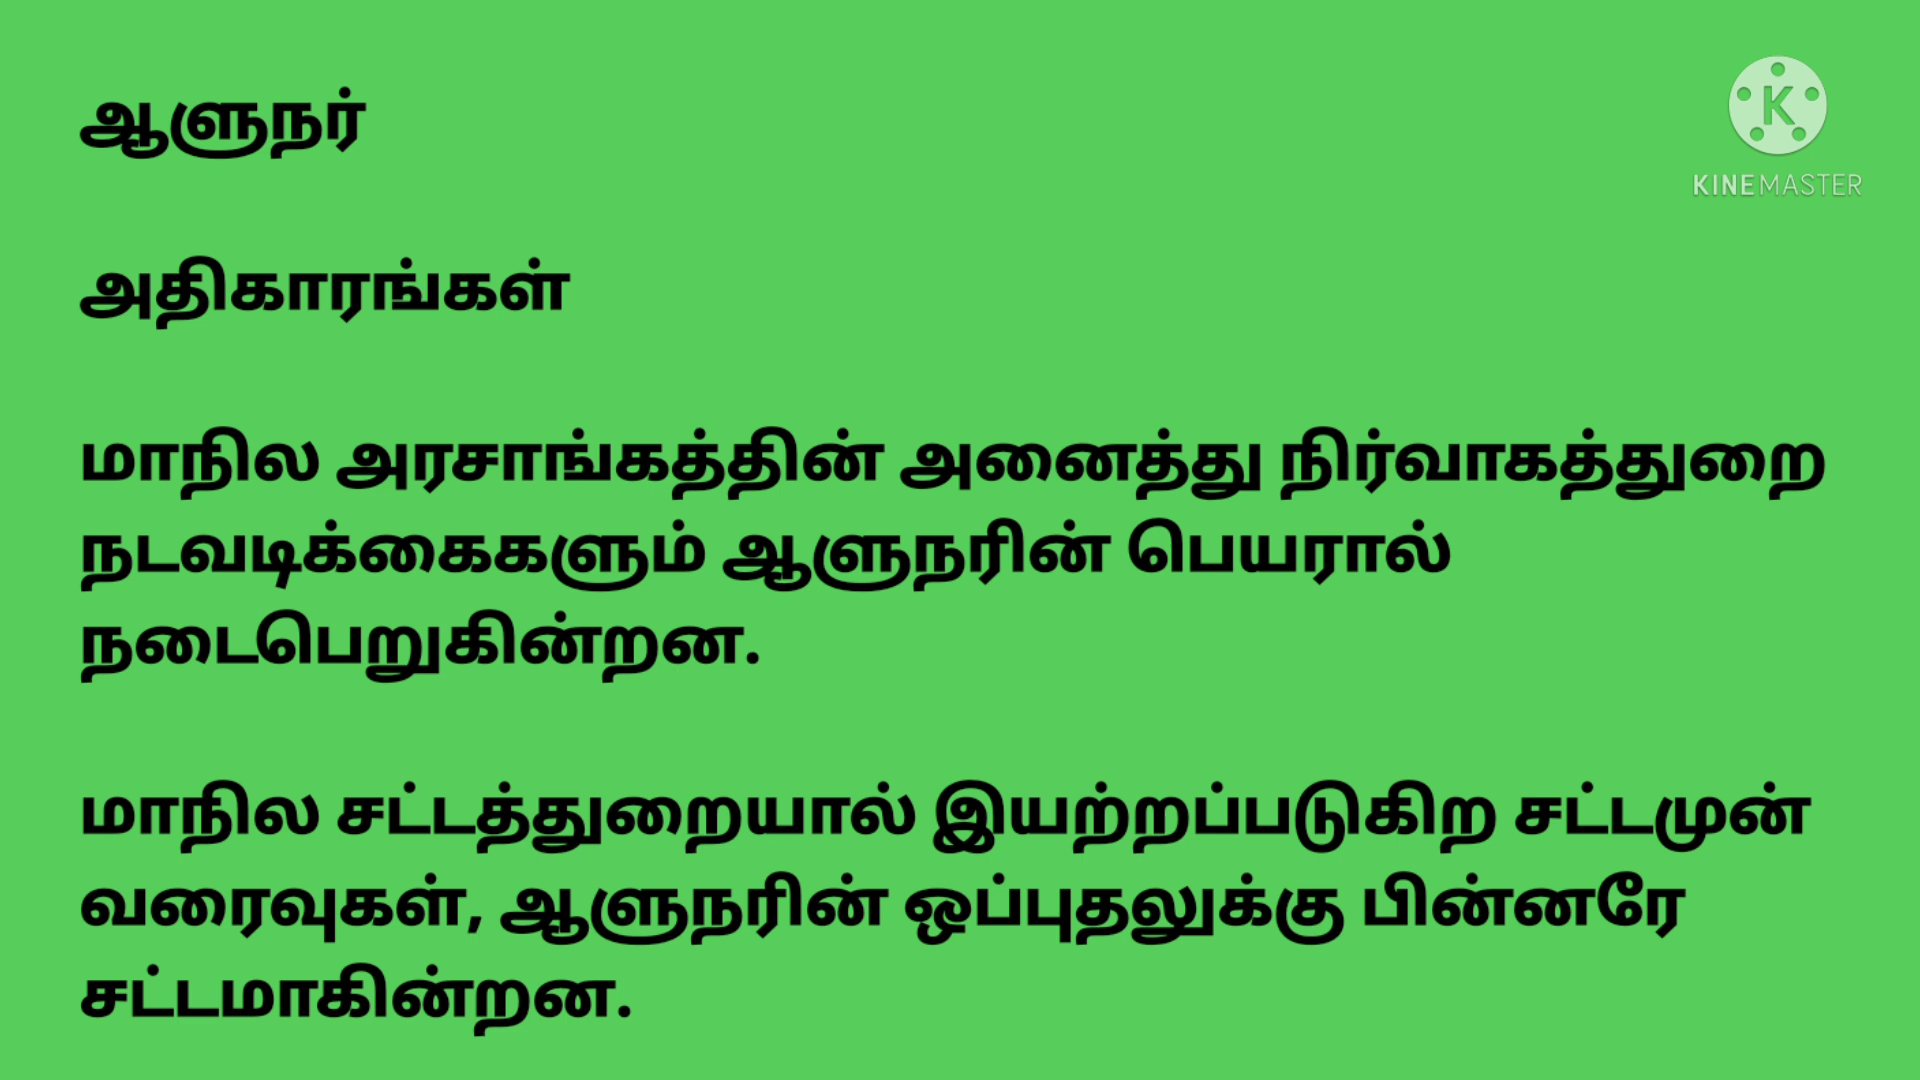 ஆளுநர்
KINEMASTER
அதிகாரங்கள்
மாநில அரசாங்கத்தின் அனைத்து நிர்வாகத்துறை
நடவடிக்கைகளும் ஆளுநரின் பெயரால்
நடைபெறுகின்றன.
மாநில சட்டத்துறையால் இயற்றப்படுகிற சட்டமுன்
வரைவுகள், ஆளுநரின் ஒப்புதலுக்கு பின்னரே
சட்டமாகின்றன.